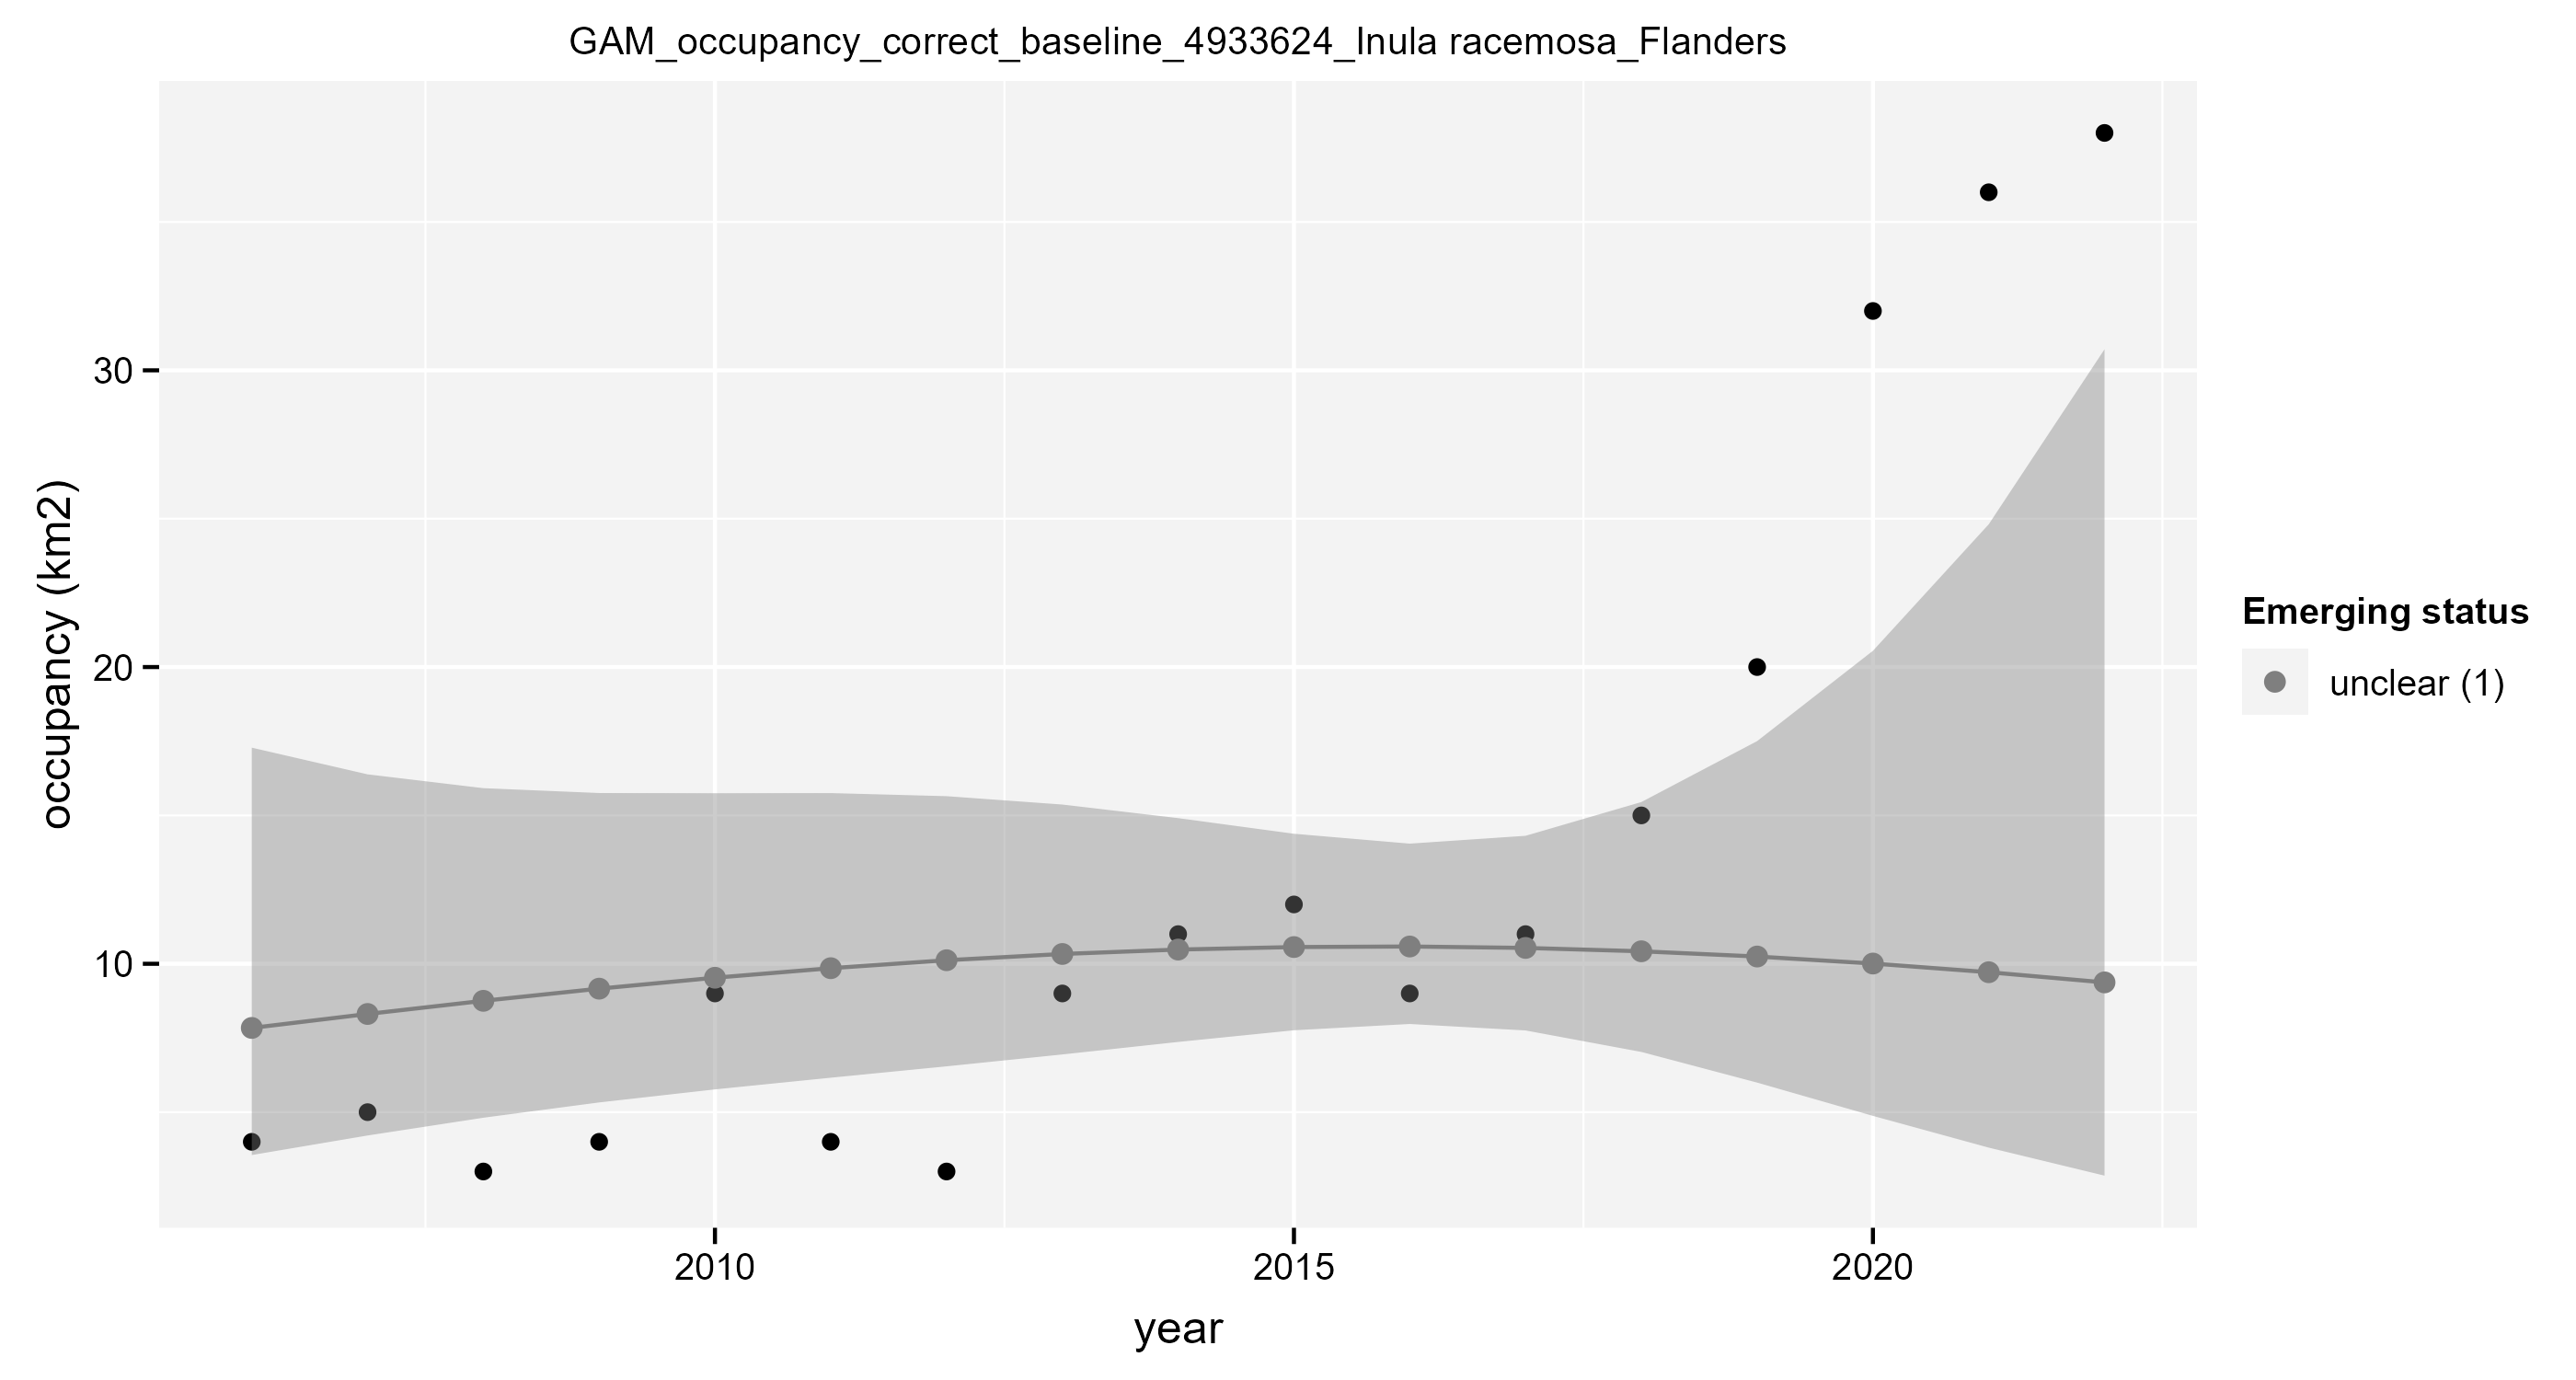 GAM_occupancy_correct_baseline_4933624_Inula racemosa_Flanders
30
20
10
occupancy (km2)
2010
2015
2020
year
Emerging status
unclear (1)